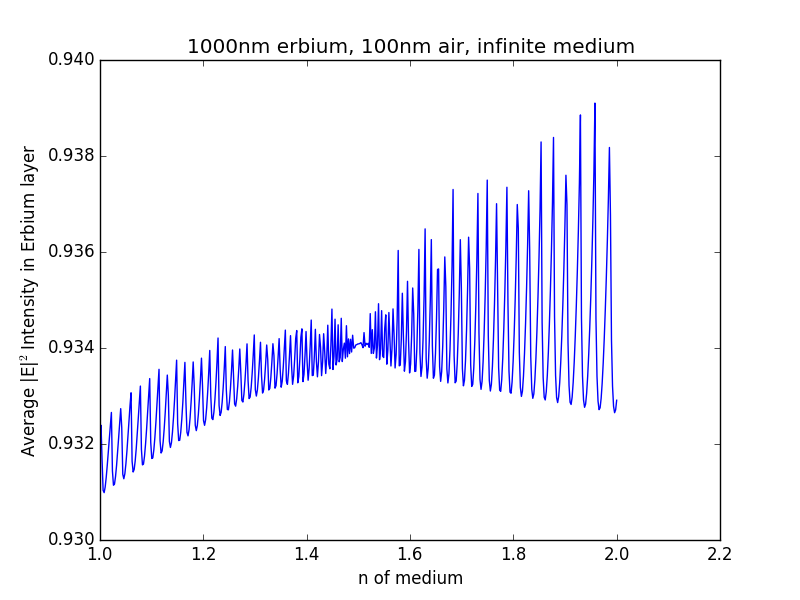 1000nm erbium, 100nm air, infinite medium
Average |E|² Intensity in Erbium layer
0.940
0.938
0.936
0.934
0.932
0.930
1.0 1.2 1.4 1.6 1.8 2.0 2.2
n of medium